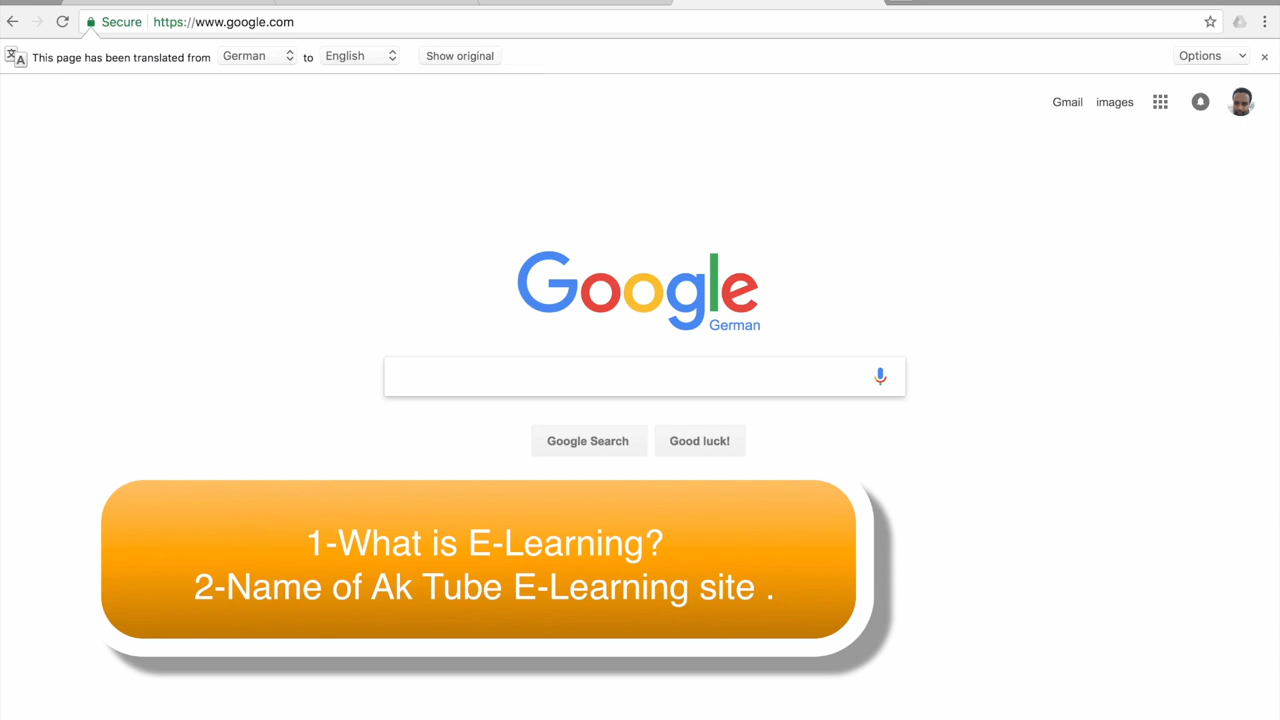 Secure https://www.google.com
This page has been translated from German to English Show original Options
Gmail images
Google
German
Google Search Good luck!
1-What is E-Learning?
2-Name of Ak Tube E-Learning site .